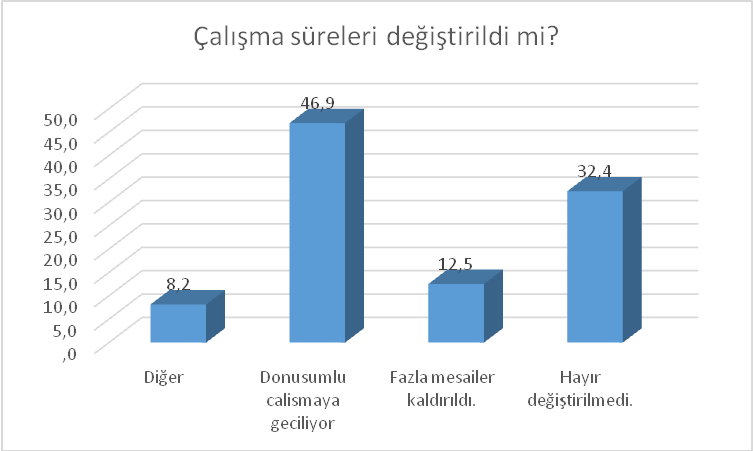 Çalışma süreleri değiştirildi mi?
50,0
45,0
40,0
35,0
30,0
25,0
20,0
15,0
10,0
5,0
,0
8,2
46,9
12,5
32,4
Diğer
Donusumlu
calismaya
geciliyor
Fazla mesailer
kaldırıldı.
Hayır
değiştirilmedi.